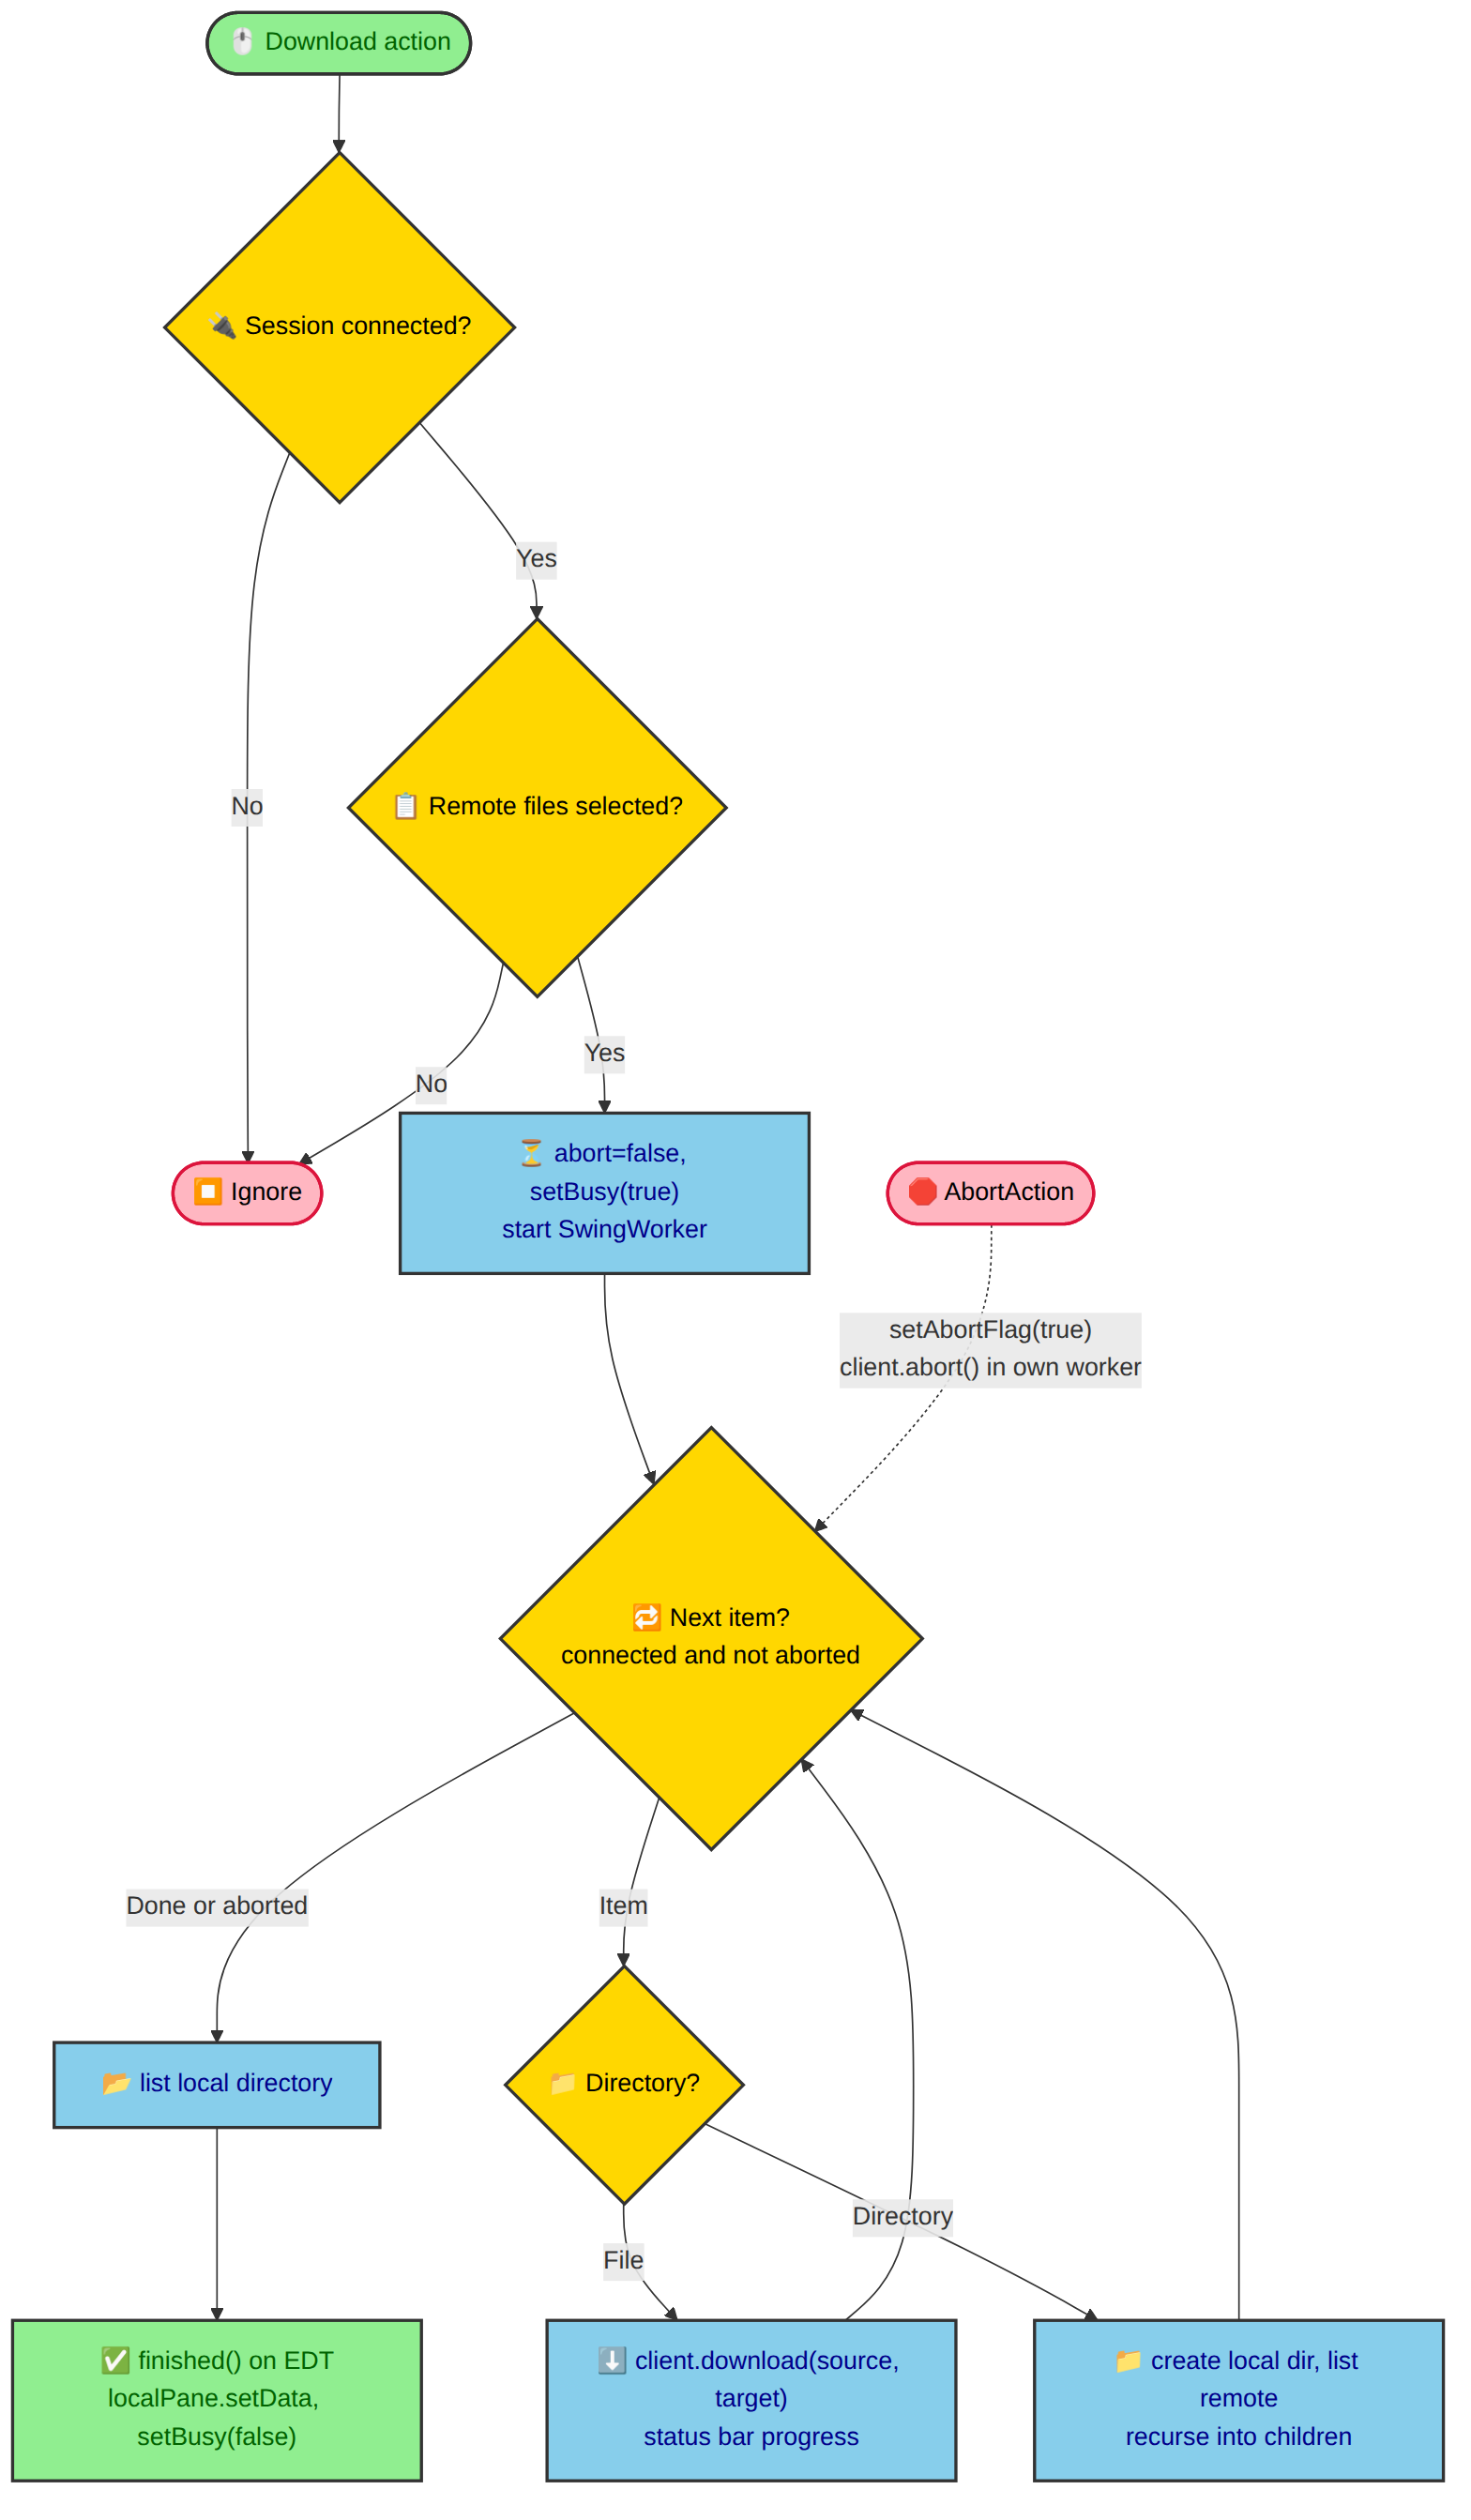 🖱️ Download action
🔌 Session connected?
Yes
No
📋 Remote files selected?
Yes
No
⏹️ Ignore
⏳ abort=false,
setBusy(true)
start SwingWorker
🛑 AbortAction
setAbortFlag(true)
client.abort() in own worker
🔁 Next item?
connected and not aborted
Done or aborted
Item
📂 list local directory
📁 Directory?
Directory
File
✅ finished() on EDT
localPane.setData,
setBusy(false)
⬇️ client.download(source,
target)
status bar progress
📁 create local dir, list
remote
recurse into children